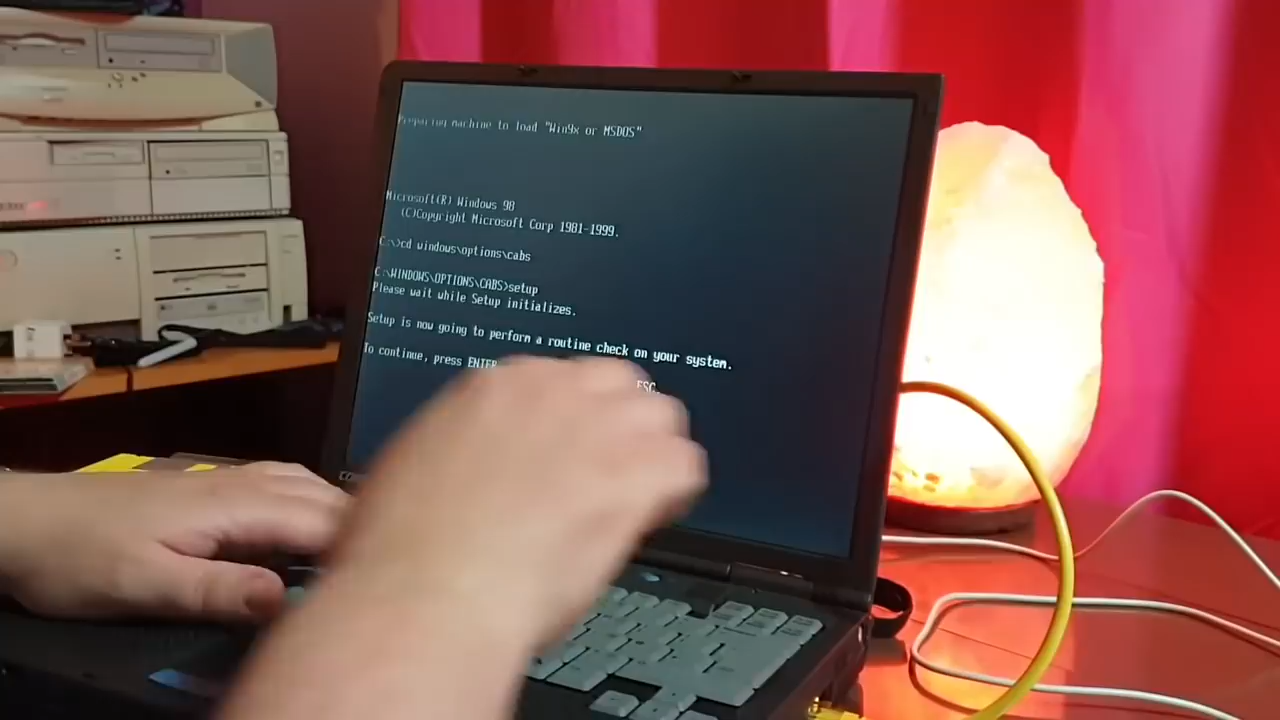 Preparing machine to load "Win9x or MSDOS"
Microsoft(R) Windows 98
(C)Copyright Microsoft Corp 1981-1999.
C:\>cd windows\options\cabs
C:\WINDOWS\OPTIONS\CABS>setup
Please wait while Setup initializes.
Setup is now going to perform a routine check on your system.
To continue, press ENTER
ESC.